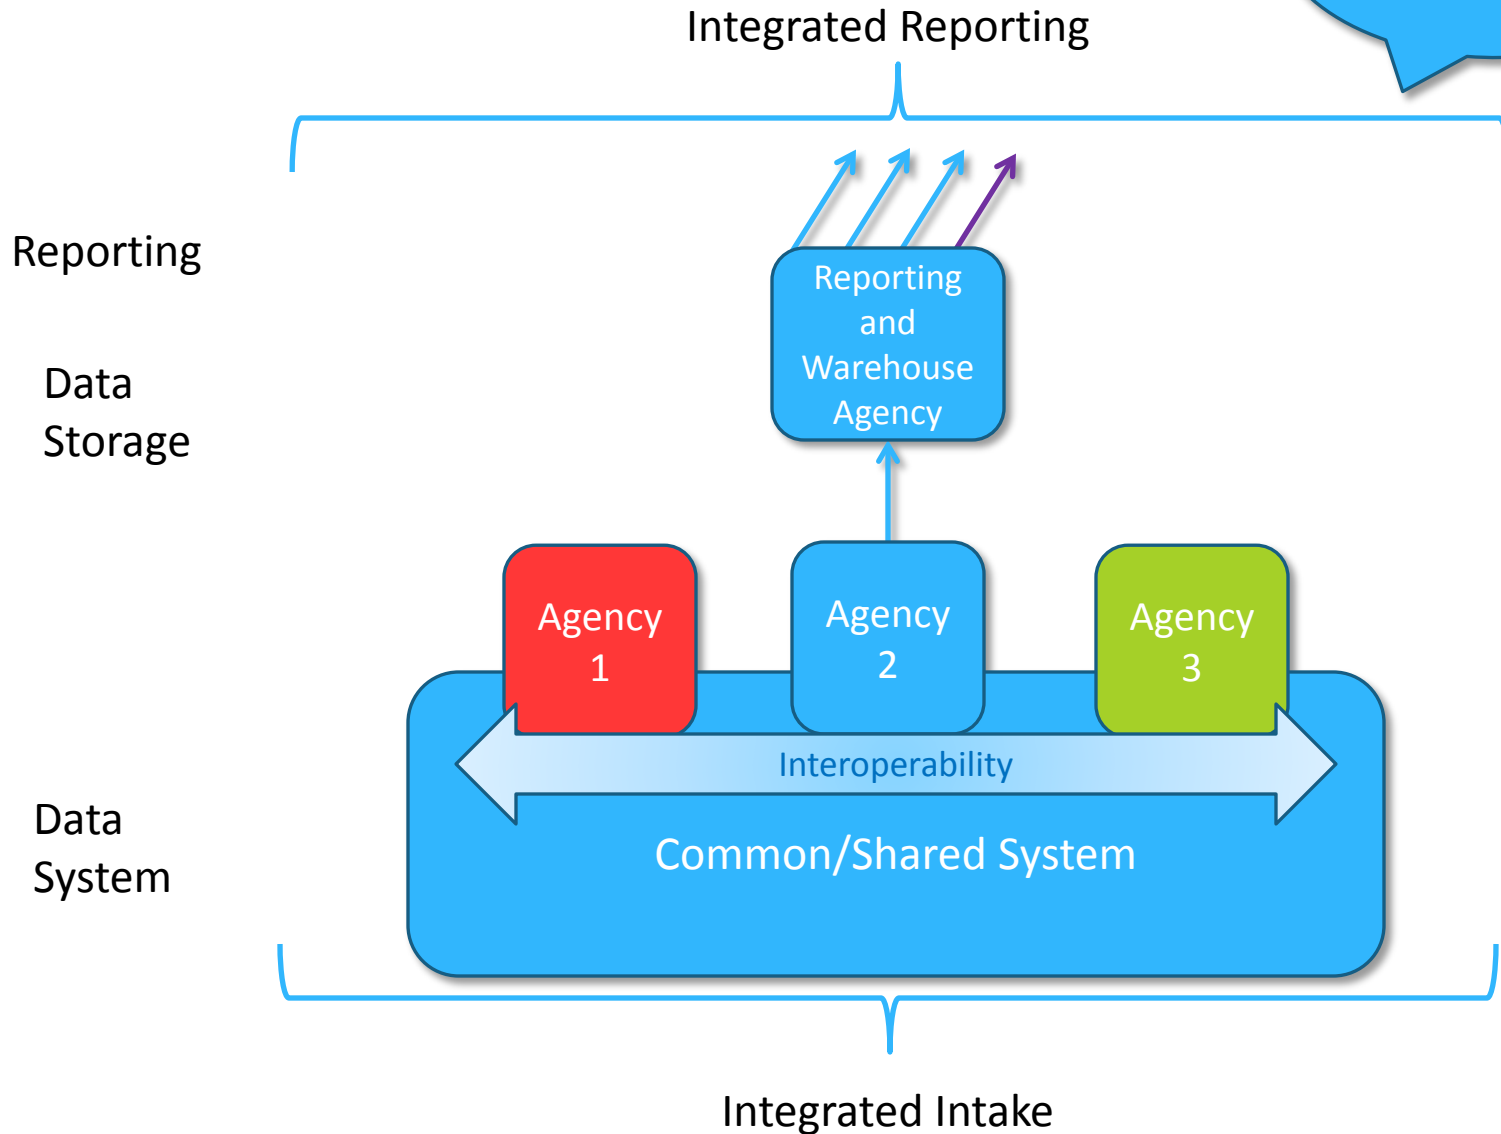 Integrated Reporting
Reporting
Reporting
and
Warehouse
Agency
Data
Storage
Agency
1
Agency
2
Agency
3
Interoperability
Data
System
Common/Shared System
Integrated Intake